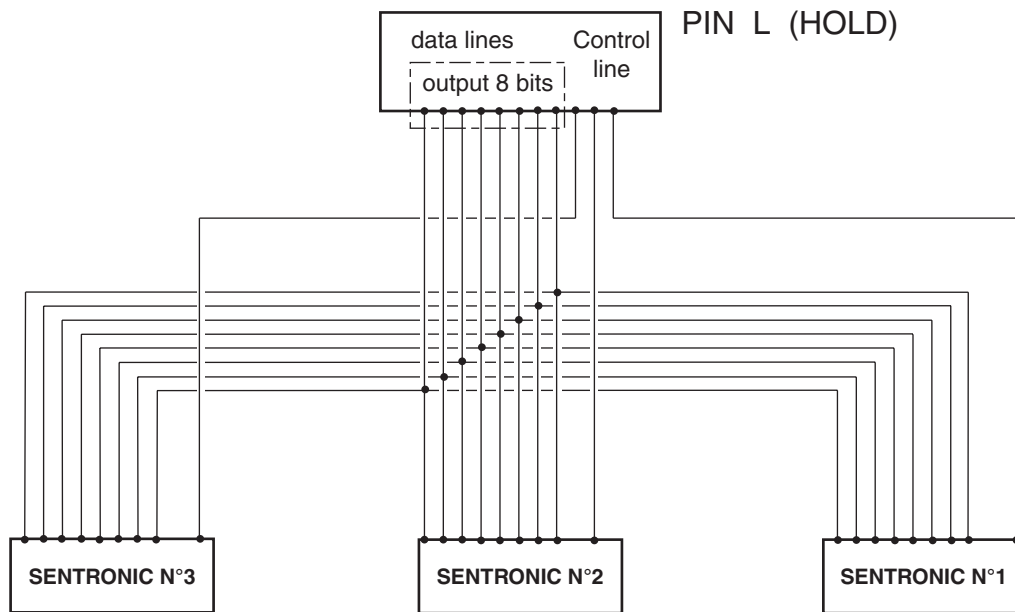 PIN L (HOLD)
data lines
Control
line
output 8 bits
SENTRONIC N°3
SENTRONIC N°2
SENTRONIC N°1